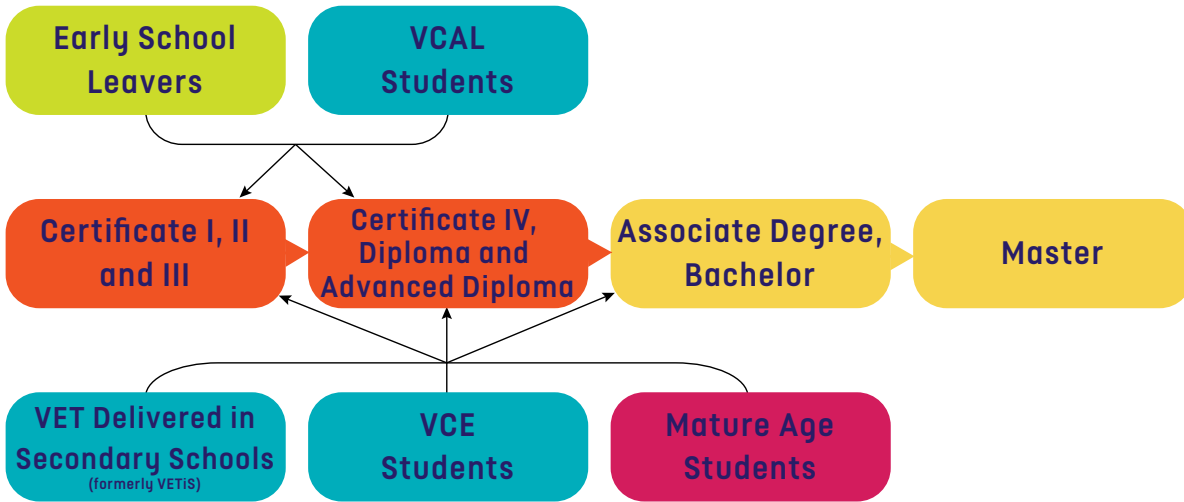 Early School
Leavers
VCAL
Students
Certificate I, II
and III
Certificate IV,
Diploma and
Advanced Diploma
Associate Degree,
Bachelor
Master
VET Delivered in
Secondary Schools
(formerly VETiS)
VCE
Students
Mature Age
Students